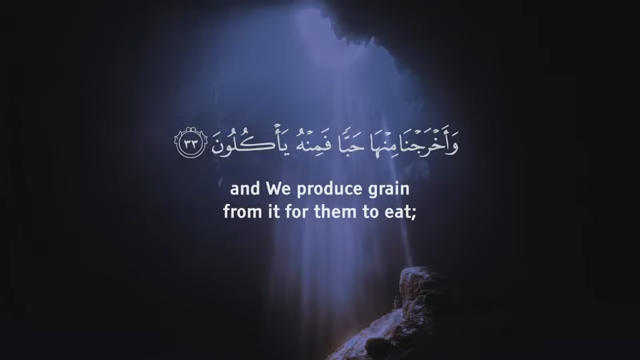 وَأَخْرَجْنَا مِنْهَا حَبًّا فَمِنْهُ يَأْكُلُونَ ٣٣
and We produce grain
from it for them to eat;